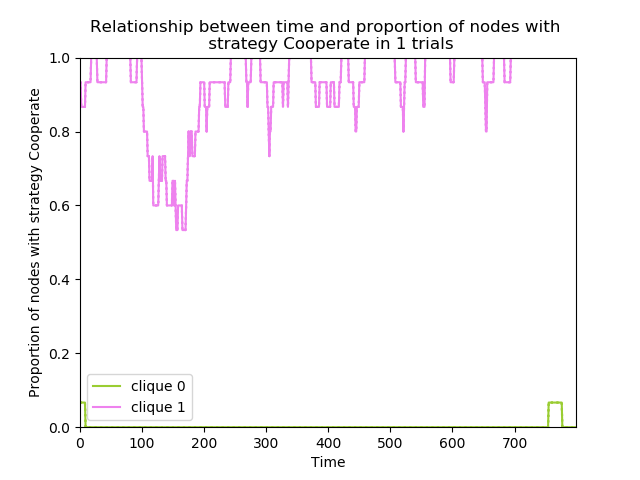 Relationship between time and proportion of nodes with
strategy Cooperate in 1 trials
Proportion of nodes with strategy Cooperate
1.0
0.8
0.6
0.4
0.2
0.0
clique 0
clique 1
0 100 200 300 400 500 600 700
Time